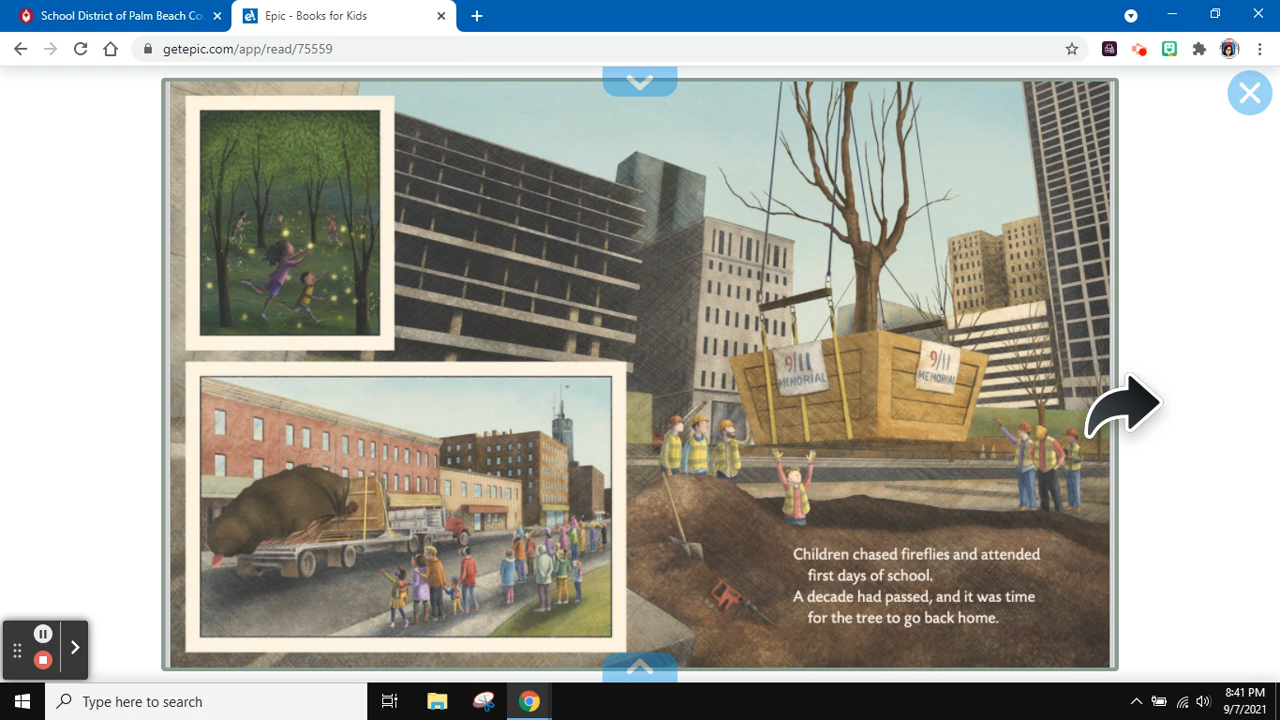 School District of Palm Beach Co
Epic - Books for Kids
getepic.com/app/read/75559
9/11
MEMORIAL
9/11
MEMORIAL
Children chased fireflies and attended
first days of school.
A decade had passed, and it was time
for the tree to go back home.
Type here to search
8:41 PM
9/7/2021